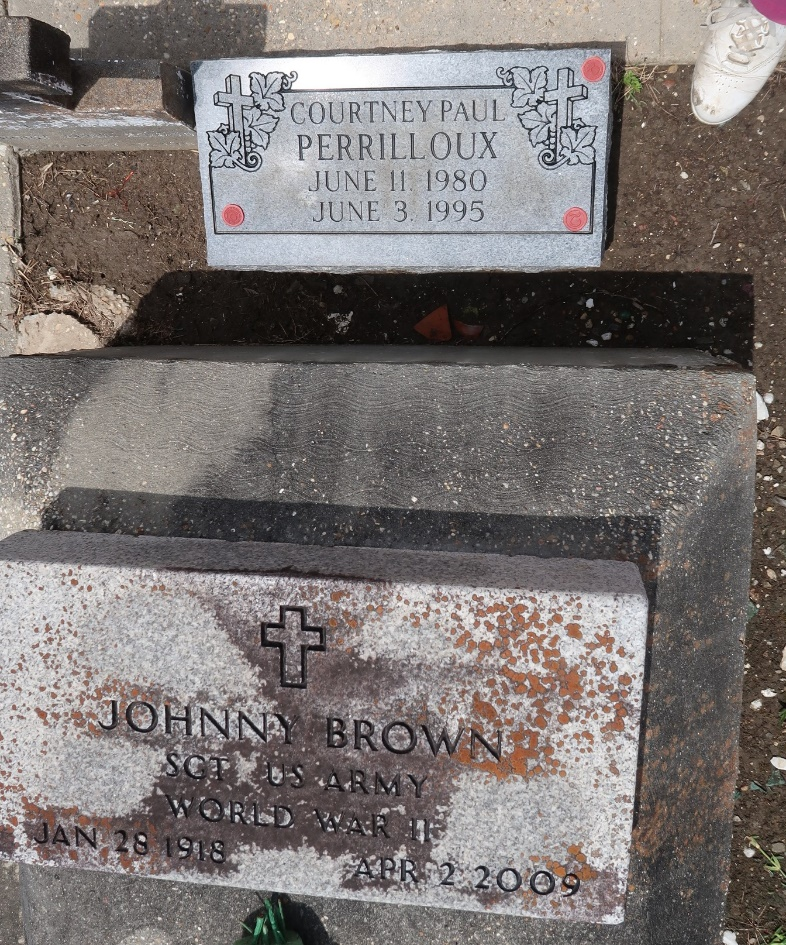 COURTNEY PAUL
PERRILLOUX
JUNE 11. 1980
JUNE 3. 1995
JOHNNY BROWN
SGT US ARMY
WORLD WAR II
JAN 28 1918 APR 2 2009